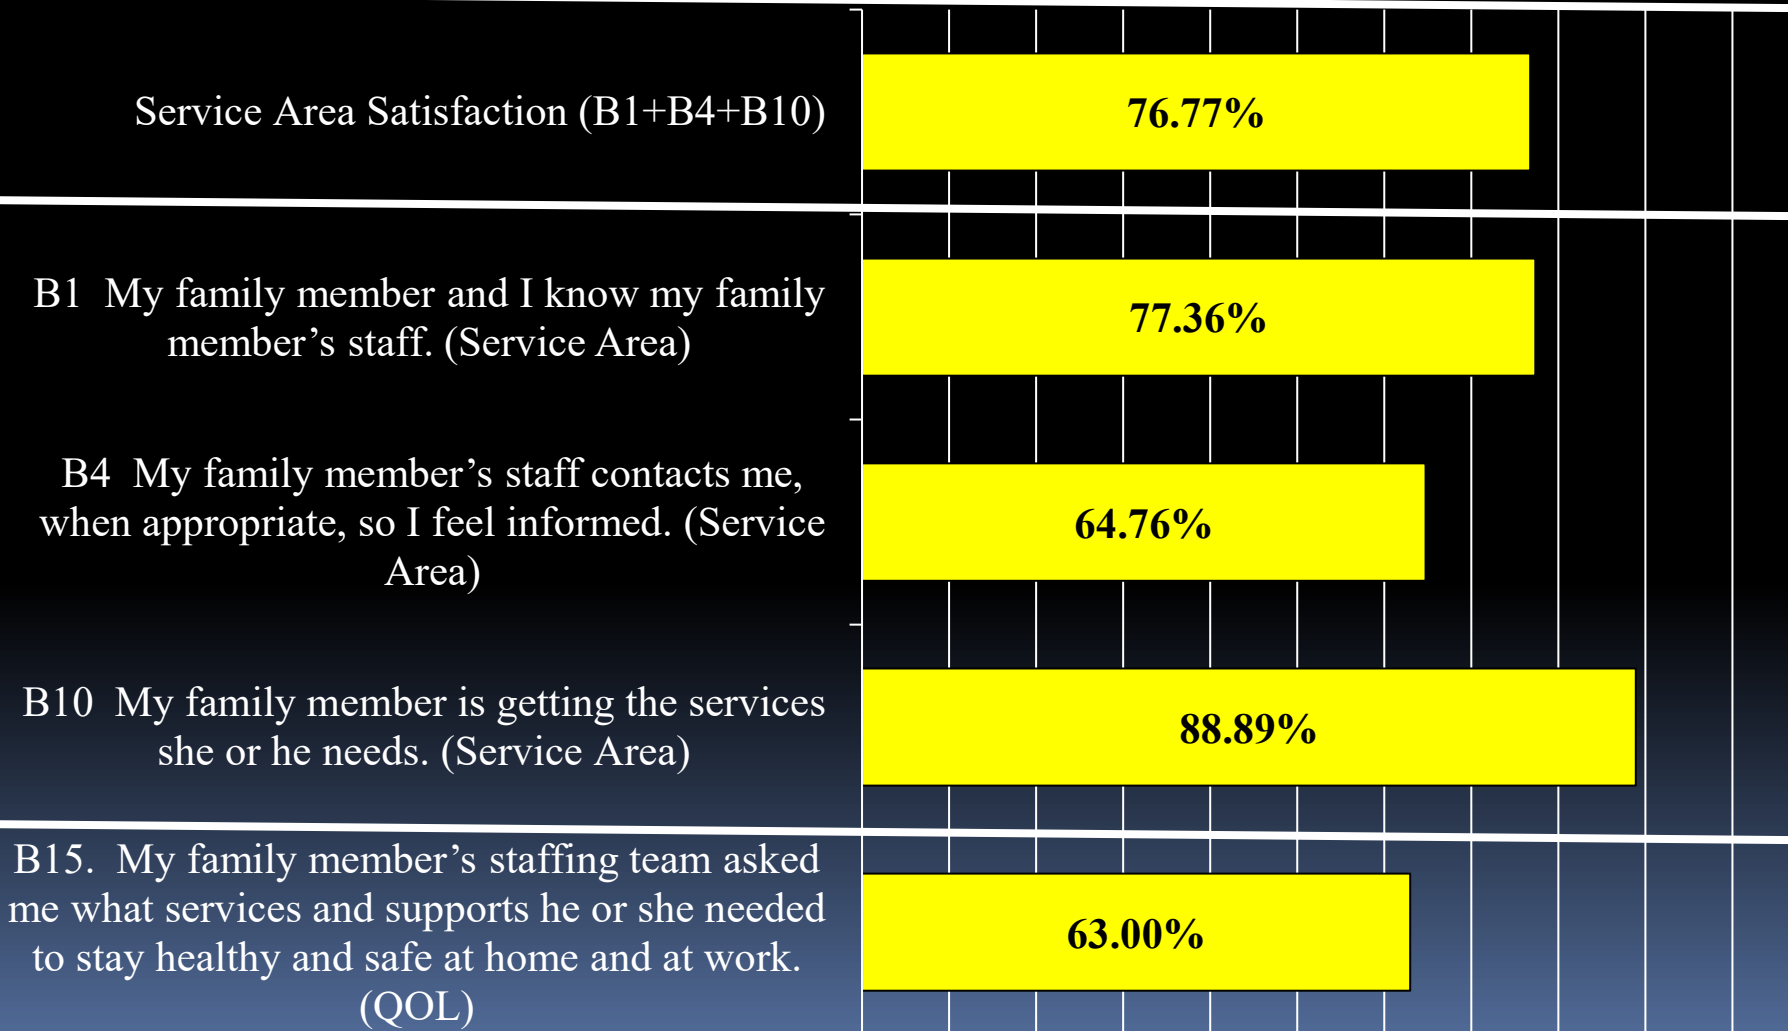 Service Area Satisfaction (B1+B4+B10)
76.77%
B1  My family member and I know my family
member’s staff. (Service Area)
77.36%
B4  My family member’s staff contacts me,
when appropriate, so I feel informed. (Service
Area)
64.76%
B10  My family member is getting the services
she or he needs. (Service Area)
88.89%
B15.  My family member’s staffing team asked
me what services and supports he or she needed
to stay healthy and safe at home and at work.
(QOL)
63.00%